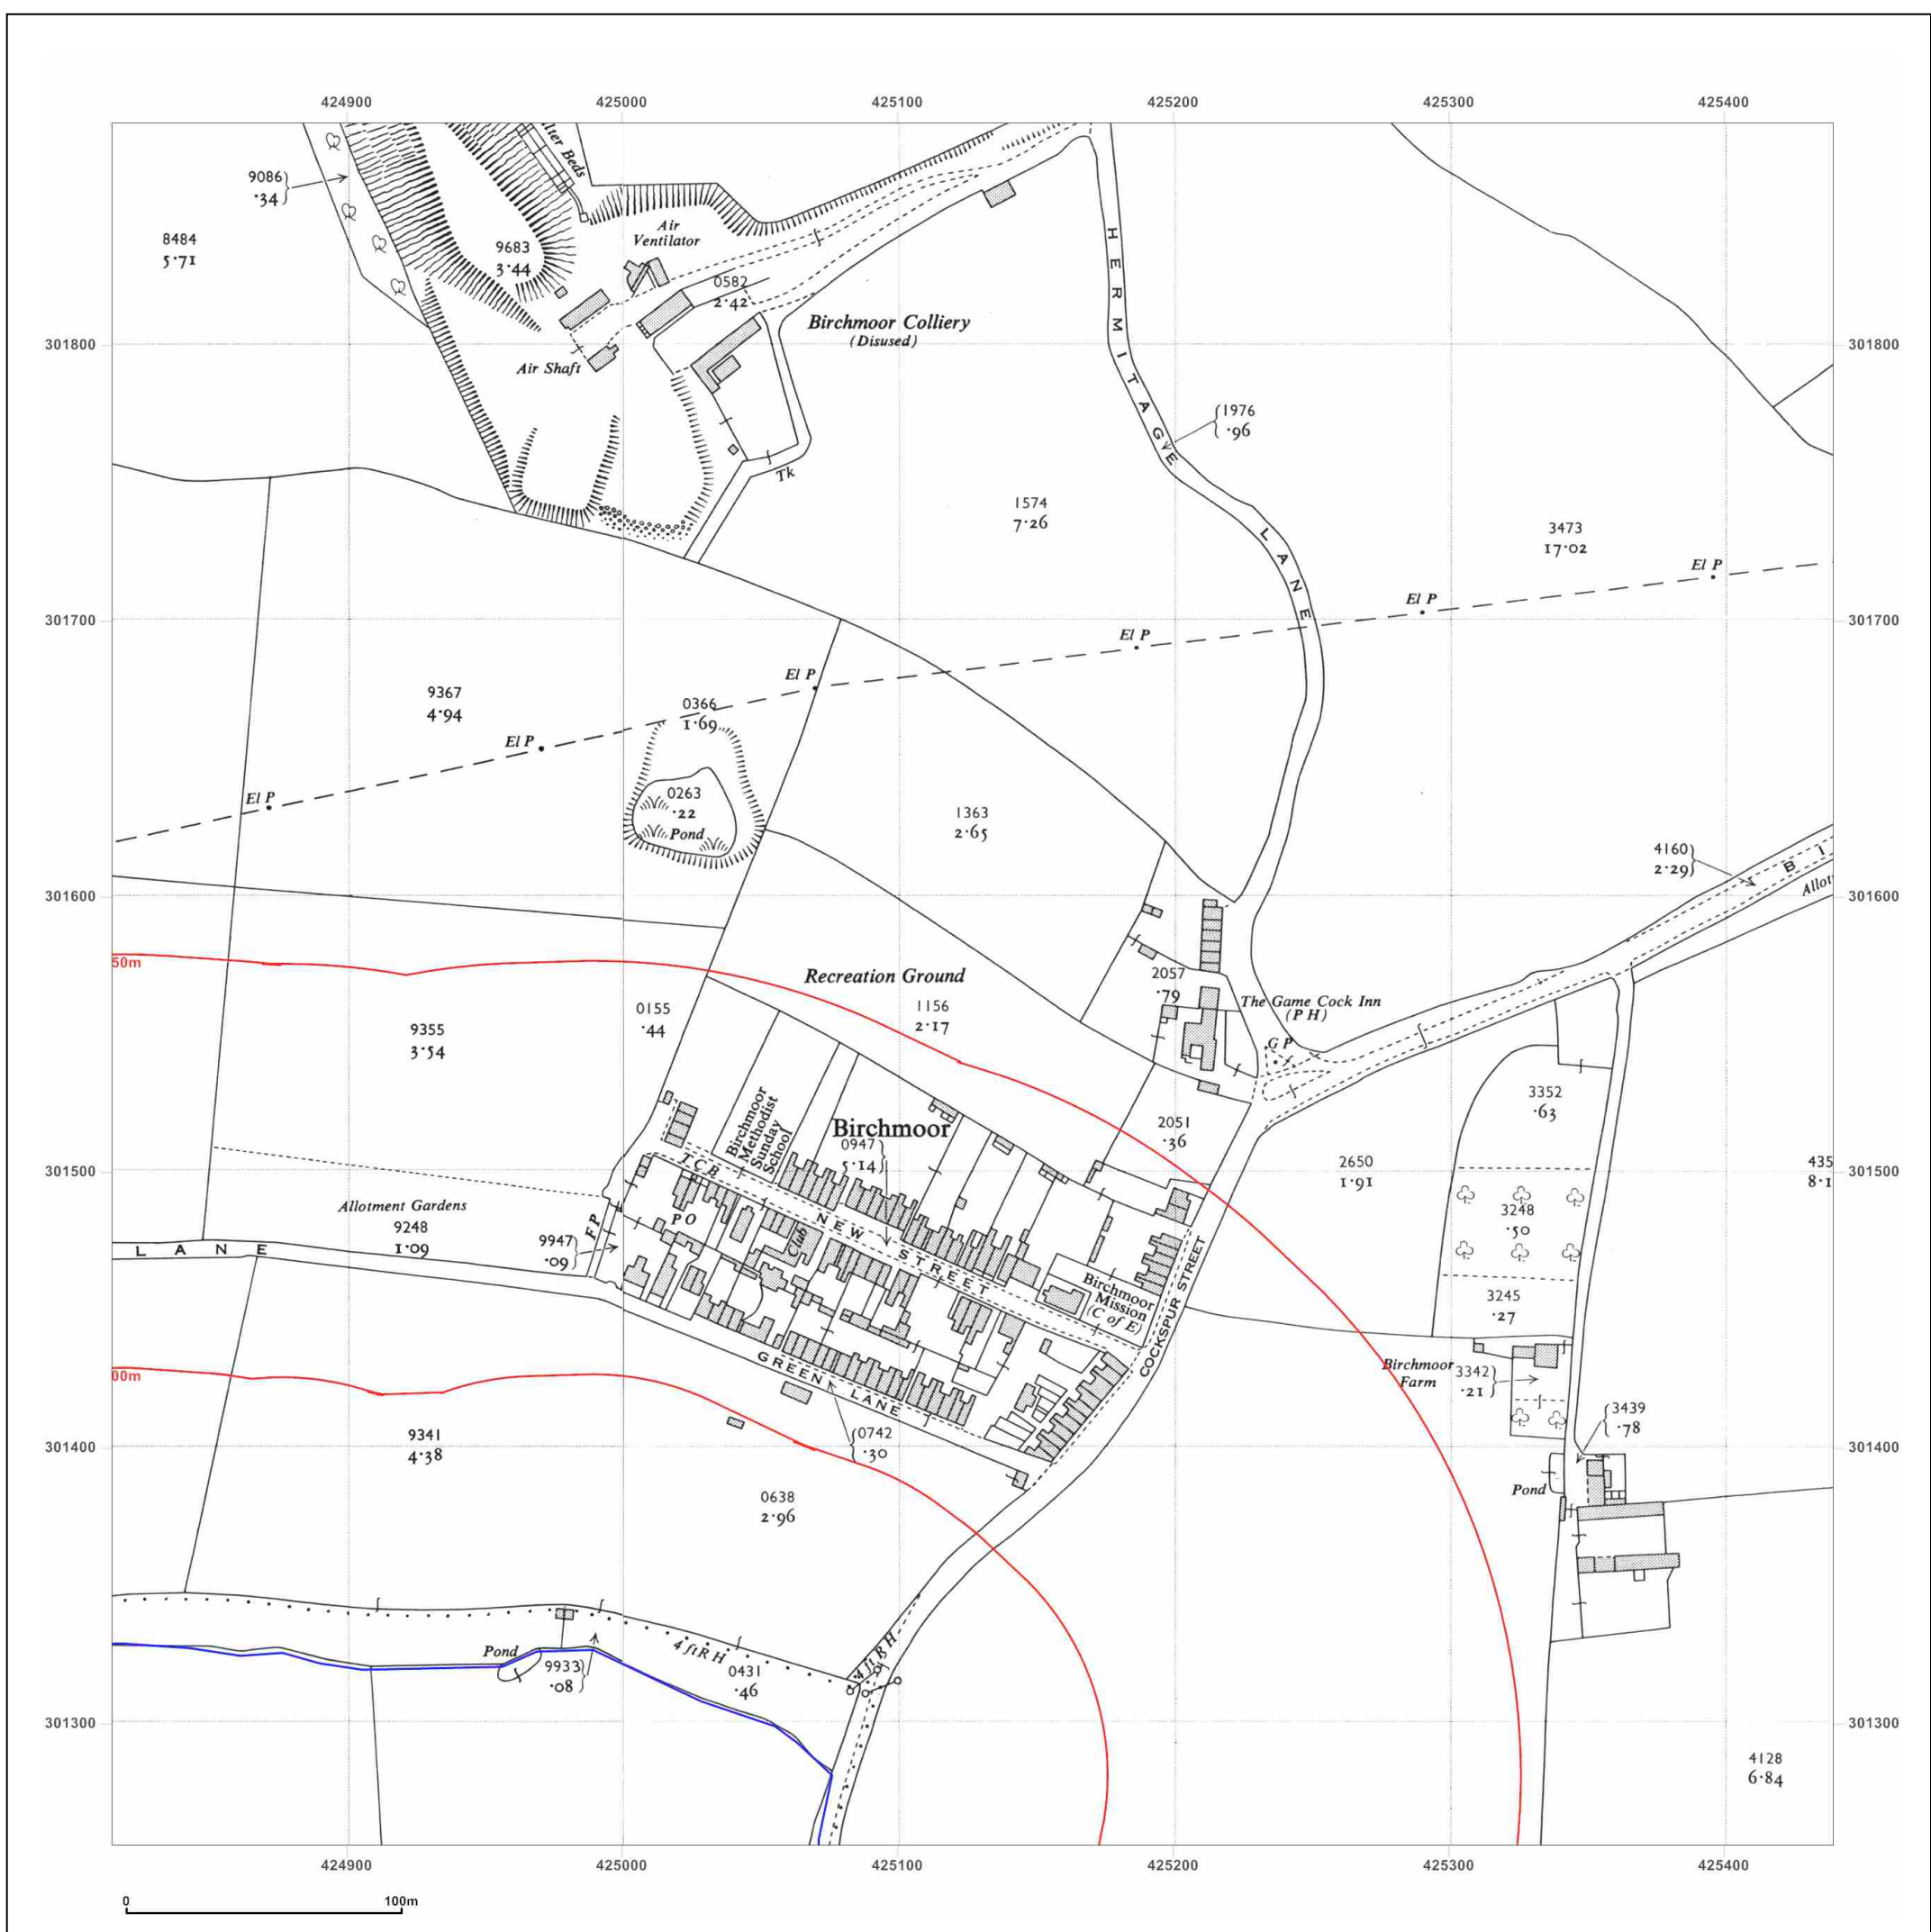 424900
425000
425100
425200
425300
425400
9086
.34
8484
5.71
9683
3.44
ter Beds
Air
Ventilator
0582
2.42
Birchmoor Colliery
(Disused)
Air Shaft
Tk
HERMITAGE
LANE
1976
.96
301800
301800
1574
7.26
3473
17.02
El P
El P
El P
El P
El P
El P
301700
301700
9367
4.94
0366
1.69
0263
.22
Pond
1363
2.65
4160
2.29
B I
Allot
301600
301600
50m
Recreation Ground
1156
2.17
2057
.79
The Game Cock Inn
(P H)
G P
9355
3.54
0155
.44
3352
.63
Birchmoor
Methodist
Sunday
School
Birchmoor
0947
5.14
2051
.36
2650
1.61
435
1.8
301500
301500
T C B
Allotment Gardens
9248
1.09
LANE
9947
.09
F P
P O
Club
NEW STREET
Birchmoor
Mission
(C of E)
COCKSPUR STREET
3248
.50
3245
.27
GREEN LANE
00m
Birchmoor
Farm
3342
.21
3439
.78
Pond
9341
4.38
0742
.30
301400
301400
0638
2.96
Pond
9933
.08
4 ft R H
4 ft R H
0431
.46
301300
301300
4128
6.84
424900
425000
425100
425200
425300
425400
0
100m